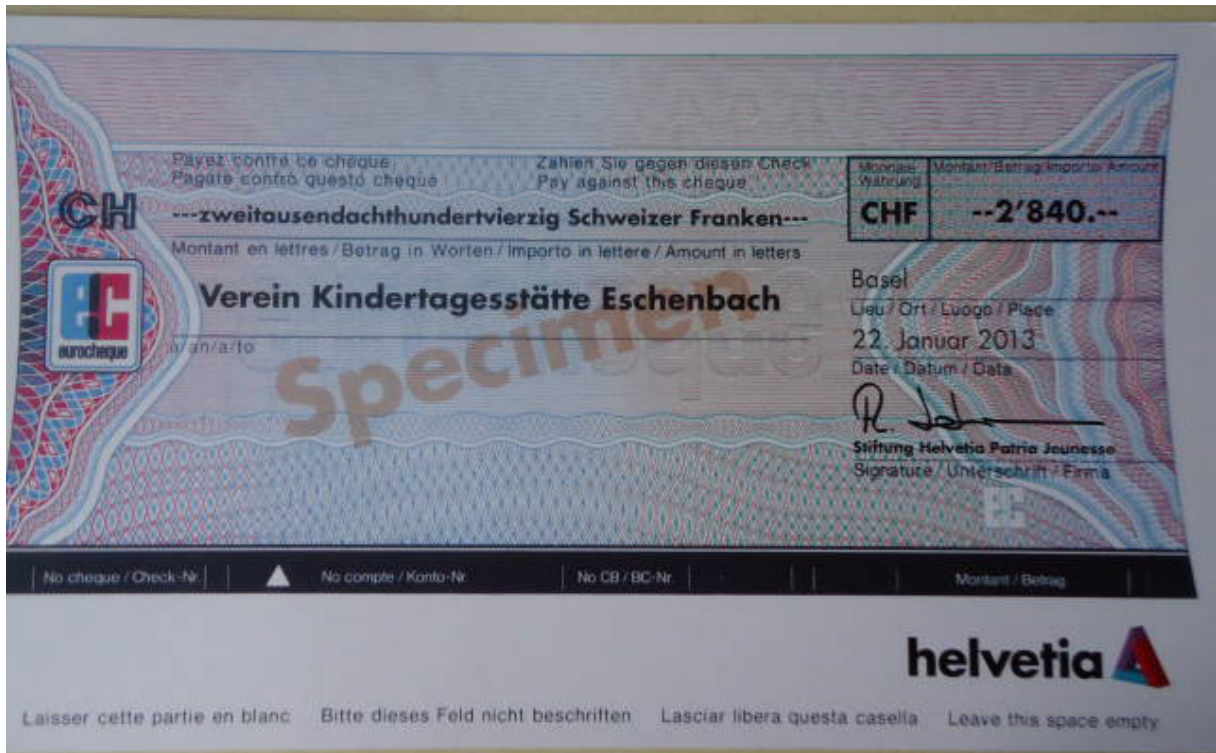 Payez contre ce chèque Zahlen Sie gegen diesen Check
Pagate contro questo chèque Pay against this cheque
Monnaie Montant/Betrag/Importo/Amount
Währung
CH
---zweitausendachthundertvierzig Schweizer Franken---
CHF --2'840.--
Montant en lettres / Betrag in Worten / Importo in lettere / Amount in letters
ec
eurocheque
Verein Kindertagesstätte Eschenbach
Basel
Lieu / Ort / Luogo / Place
à/an/a/to
22. Januar 2013
Date / Datum / Data
Specimen
Stiftung Helvetia Patria Jeunesse
Signature / Unterschrift / Firma
ec
No cheque / Check-Nr. No compte / Konto-Nr. No CB / BC-Nr. Montant / Betrag
helvetia
Laisser cette partie en blanc Bitte dieses Feld nicht beschriften Lasciar libera questa casella Leave this space empty